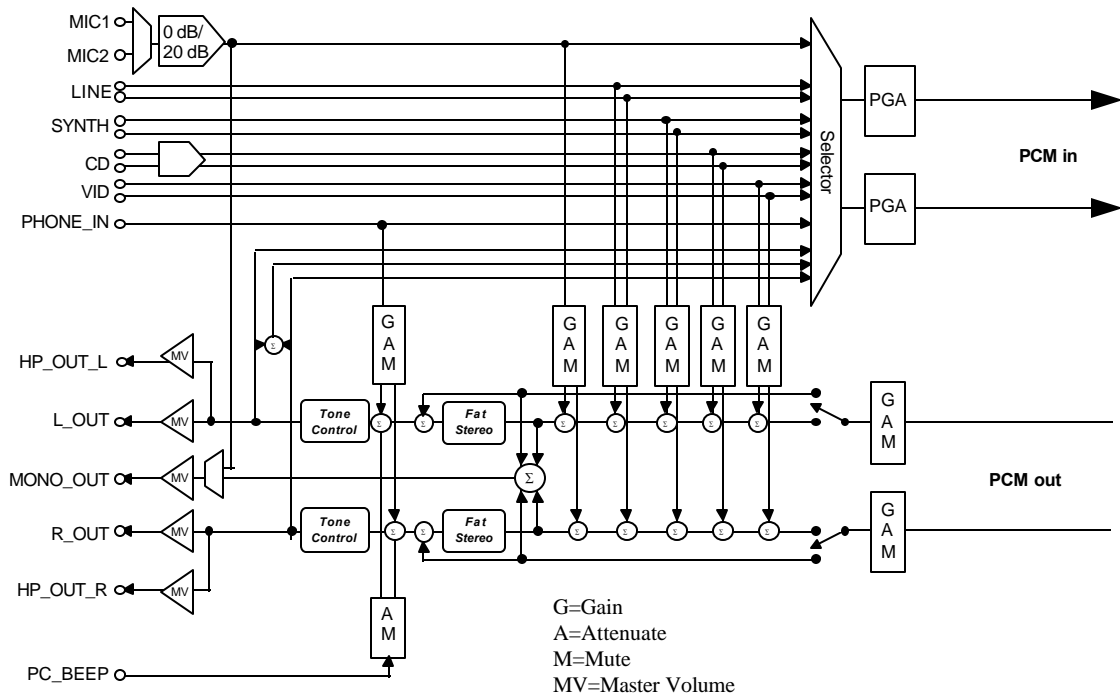 MIC1
0 dB/
20 dB
MIC2
LINE
SYNTH
CD
VID
PHONE_IN
Selector
PGA
PCM in
PGA
G
A
M
G
A
M
G
A
M
G
A
M
G
A
M
G
A
M
Σ
HP_OUT_L
MV
L_OUT
MV
Tone
Control
Σ
Σ
Fat
Stereo
Σ
Σ
Σ
Σ
Σ
G
A
M
MONO_OUT
MV
Σ
PCM out
R_OUT
MV
Tone
Control
Σ
Σ
Fat
Stereo
Σ
Σ
Σ
Σ
Σ
G
A
M
HP_OUT_R
MV
A
M
PC_BEEP
G=Gain
A=Attenuate
M=Mute
MV=Master Volume